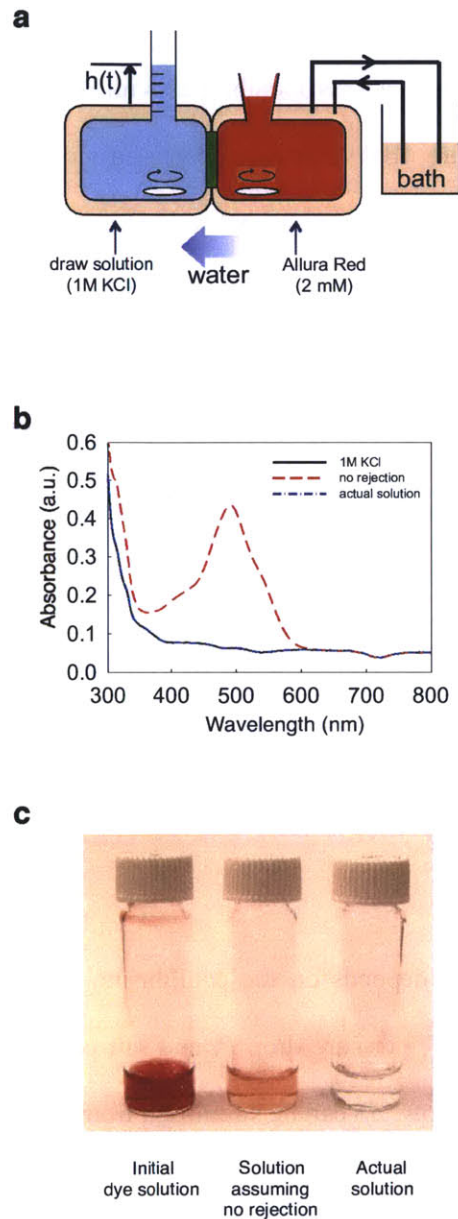 a
h(t)
bath
draw solution
(1M KCl)
water
Allura Red
(2 mM)
b
Absorbance (a.u.)
0.6
0.5
0.4
0.3
0.2
0.1
0.0
1M KCl
no rejection
actual solution
300 400 500 600 700 800
Wavelength (nm)
c
Initial
dye solution
Solution
assuming
no rejection
Actual
solution